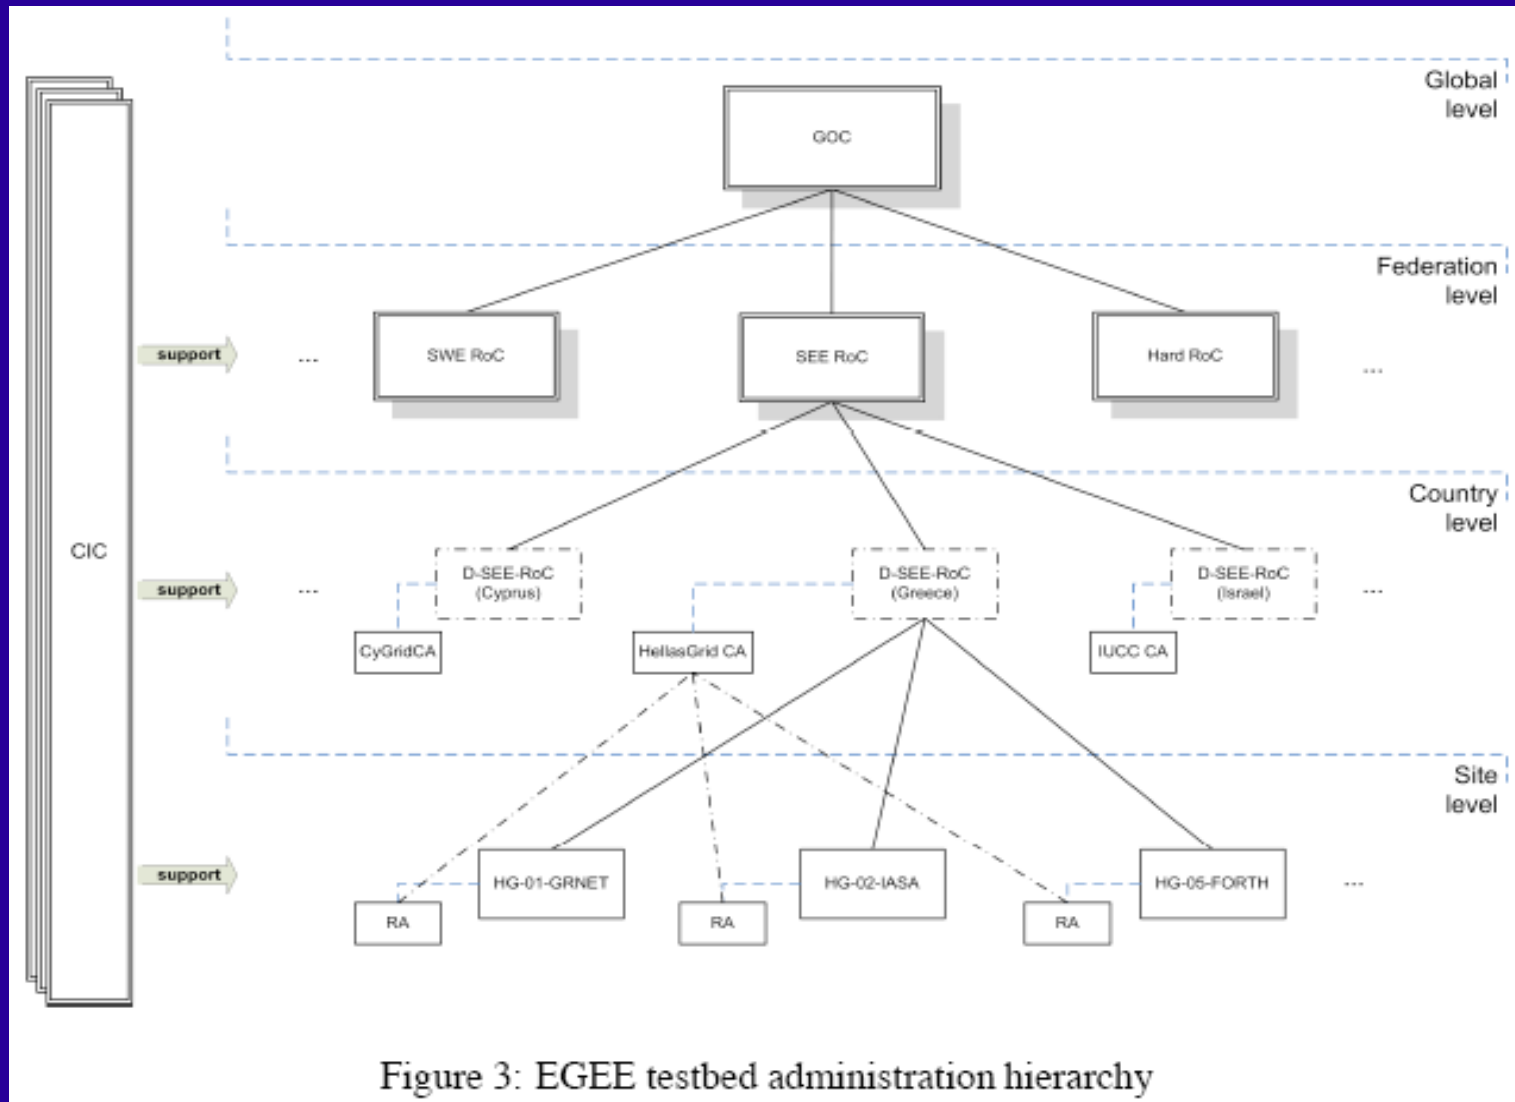 Global
level
GOC
Federation
level
support
...
SWE RoC
SEE RoC
Hard RoC
...
Country
level
CIC
support
...
D-SEE-RoC
(Cyprus)
D-SEE-RoC
(Greece)
D-SEE-RoC
(Israel)
...
CyGridCA
HellasGrid CA
IUCC CA
Site
level
support
HG-01-GRNET
HG-02-IASA
HG-05-FORTH
...
RA
RA
RA
Figure 3: EGEE testbed administration hierarchy